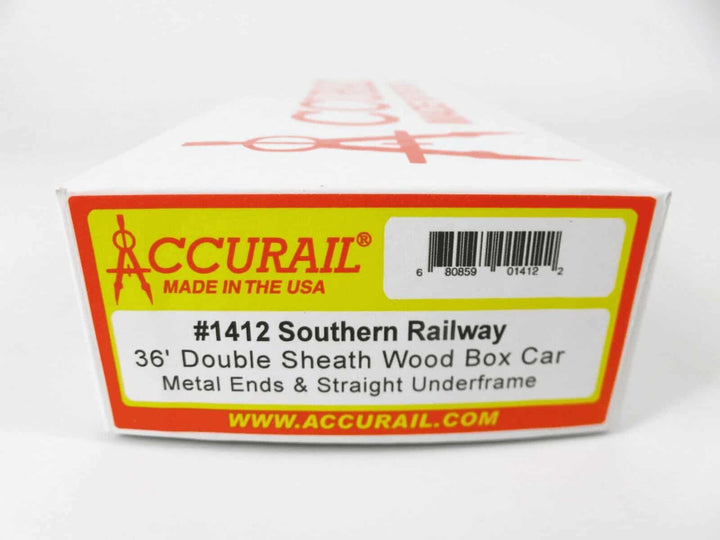 ACCURAIL
ACCURAIL®
MADE IN THE USA
6 80859 01412 2
#1412 Southern Railway
36' Double Sheath Wood Box Car
Metal Ends & Straight Underframe
WWW.ACCURAIL.COM